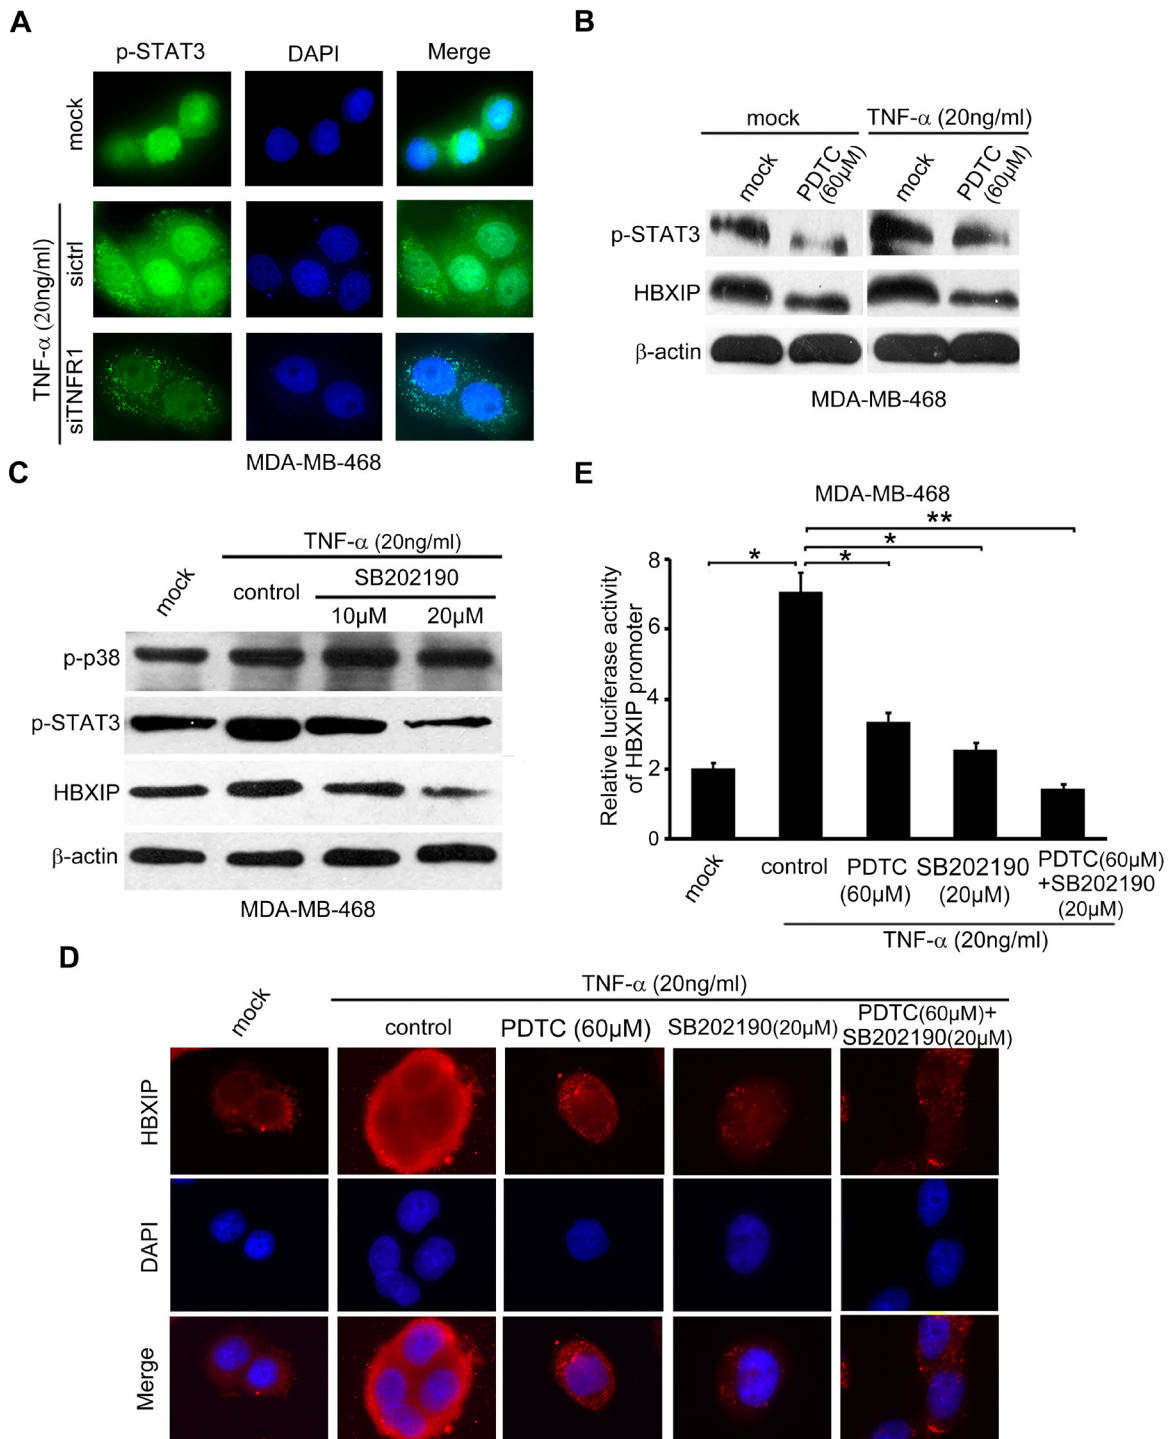 A
p-STAT3 DAPI Merge
mock
TNF-α (20ng/ml)
sictrl
siTNFR1
MDA-MB-468
B
mock TNF-α (20ng/ml)
mock PDTC (60μM) mock PDTC (60μM)
p-STAT3
HBXIP
β-actin
MDA-MB-468
C
TNF-α (20ng/ml)
mock control SB202190
10μM 20μM
p-p38
p-STAT3
HBXIP
β-actin
MDA-MB-468
E
MDA-MB-468
**
*
* *
Relative luciferase activity
of HBXIP promoter
8
6
4
2
0
mock control PDTC (60μM) SB202190 (20μM) PDTC(60μM) +SB202190 (20μM)
TNF-α (20ng/ml)
D
TNF-α (20ng/ml)
mock control PDTC (60μM) SB202190(20μM) PDTC(60μM)+ SB202190(20μM)
HBXIP
DAPI
Merge